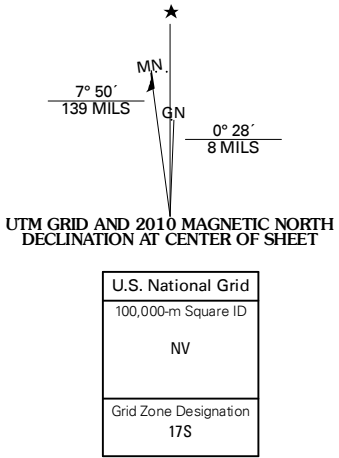 ★
M.N.
7° 50´
139 MILS
GN
0° 28´
8 MILS
UTM GRID AND 2010 MAGNETIC NORTH
DECLINATION AT CENTER OF SHEET
U.S. National Grid
100,000-m Square ID
NV
Grid Zone Designation
17S